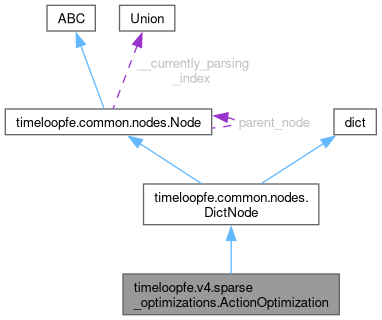 ABC
Union
__currently_parsing
_index
timeloopfe.common.nodes.Node
parent_node
dict
timeloopfe.common.nodes.
DictNode
timeloopfe.v4.sparse
_optimizations.ActionOptimization